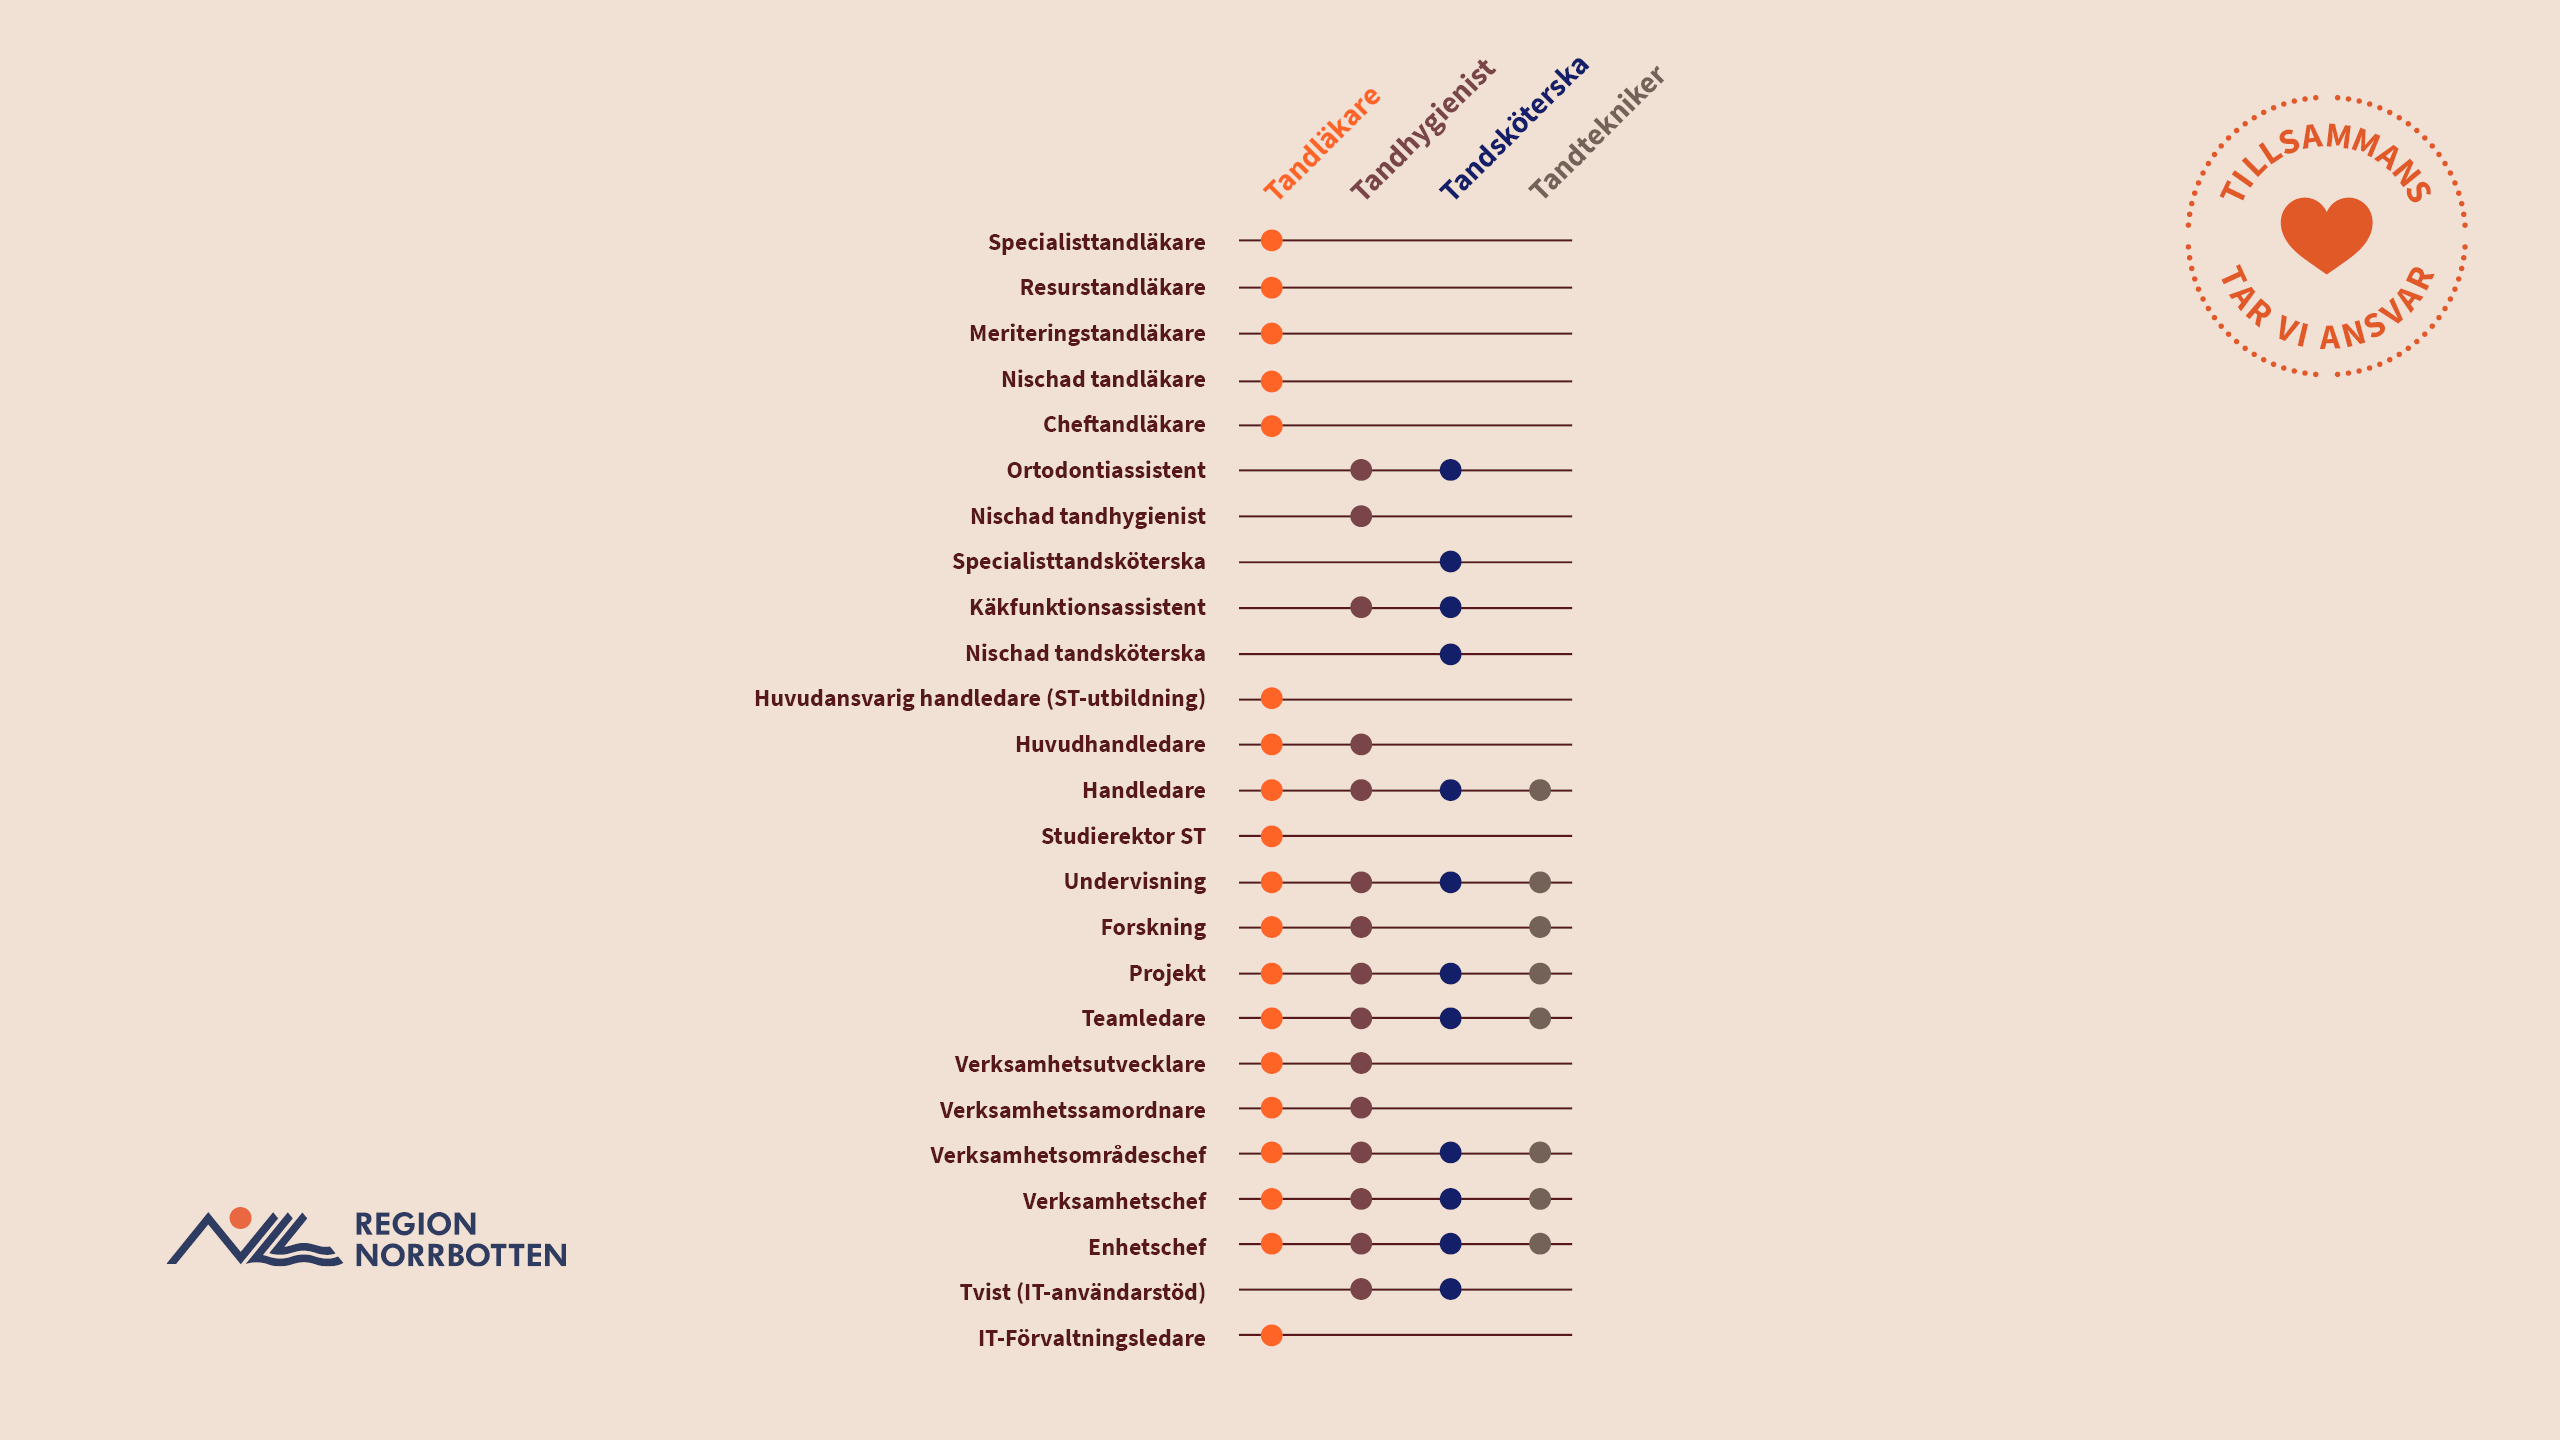 Tandläkare
Tandhygienist
Tandsköterska
Tandtekniker
TILLSAMMANS
TAR VI ANSVAR
Specialisttandläkare
Resurstandläkare
Meriteringstandläkare
Nischad tandläkare
Cheftandläkare
Ortodontiassistent
Nischad tandhygienist
Specialisttandsköterska
Käkfunktionsassistent
Nischad tandsköterska
Huvudansvarig handledare (ST-utbildning)
Huvudhandledare
Handledare
Studierektor ST
Undervisning
Forskning
Projekt
Teamledare
Verksamhetsutvecklare
Verksamhetssamordnare
Verksamhetsområdeschef
Verksamhetschef
Enhetschef
Tvist (IT-användarstöd)
IT-Förvaltningsledare
REGION
NORRBOTTEN